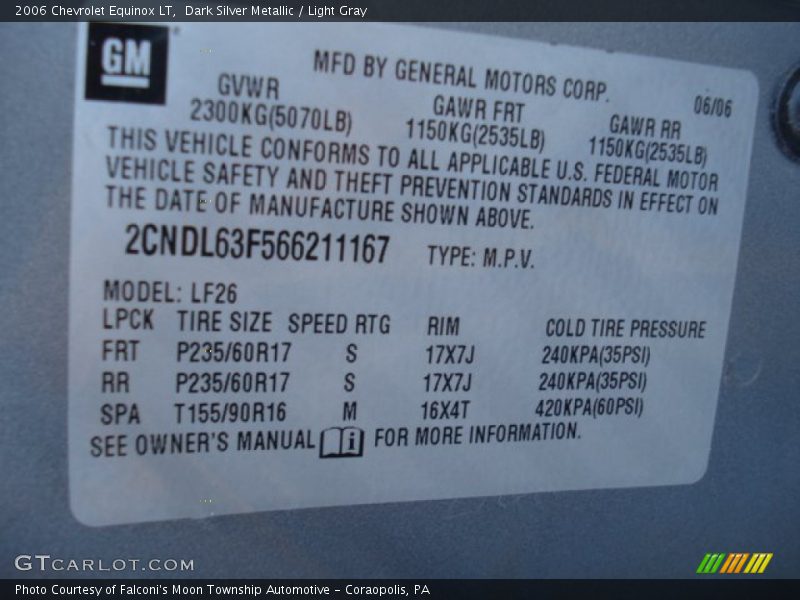 2006 Chevrolet Equinox LT,  Dark Silver Metallic / Light Gray
GM
MFD BY GENERAL MOTORS CORP.
06/06
GVWR GAWR FRT GAWR RR
2300KG(5070LB) 1150KG(2535LB) 1150KG(2535LB)
THIS VEHICLE CONFORMS TO ALL APPLICABLE U.S. FEDERAL MOTOR
VEHICLE SAFETY AND THEFT PREVENTION STANDARDS IN EFFECT ON
THE DATE OF MANUFACTURE SHOWN ABOVE.
2CNDL63F566211167 TYPE: M.P.V.
MODEL: LF26
LPCK TIRE SIZE SPEED RTG RIM COLD TIRE PRESSURE
FRT P235/60R17 S 17X7J 240KPA(35PSI)
RR P235/60R17 S 17X7J 240KPA(35PSI)
SPA T155/90R16 M 16X4T 420KPA(60PSI)
SEE OWNER'S MANUAL i FOR MORE INFORMATION.
GTCARLOT.COM
Photo Courtesy of Falconi's Moon Township Automotive - Coraopolis, PA